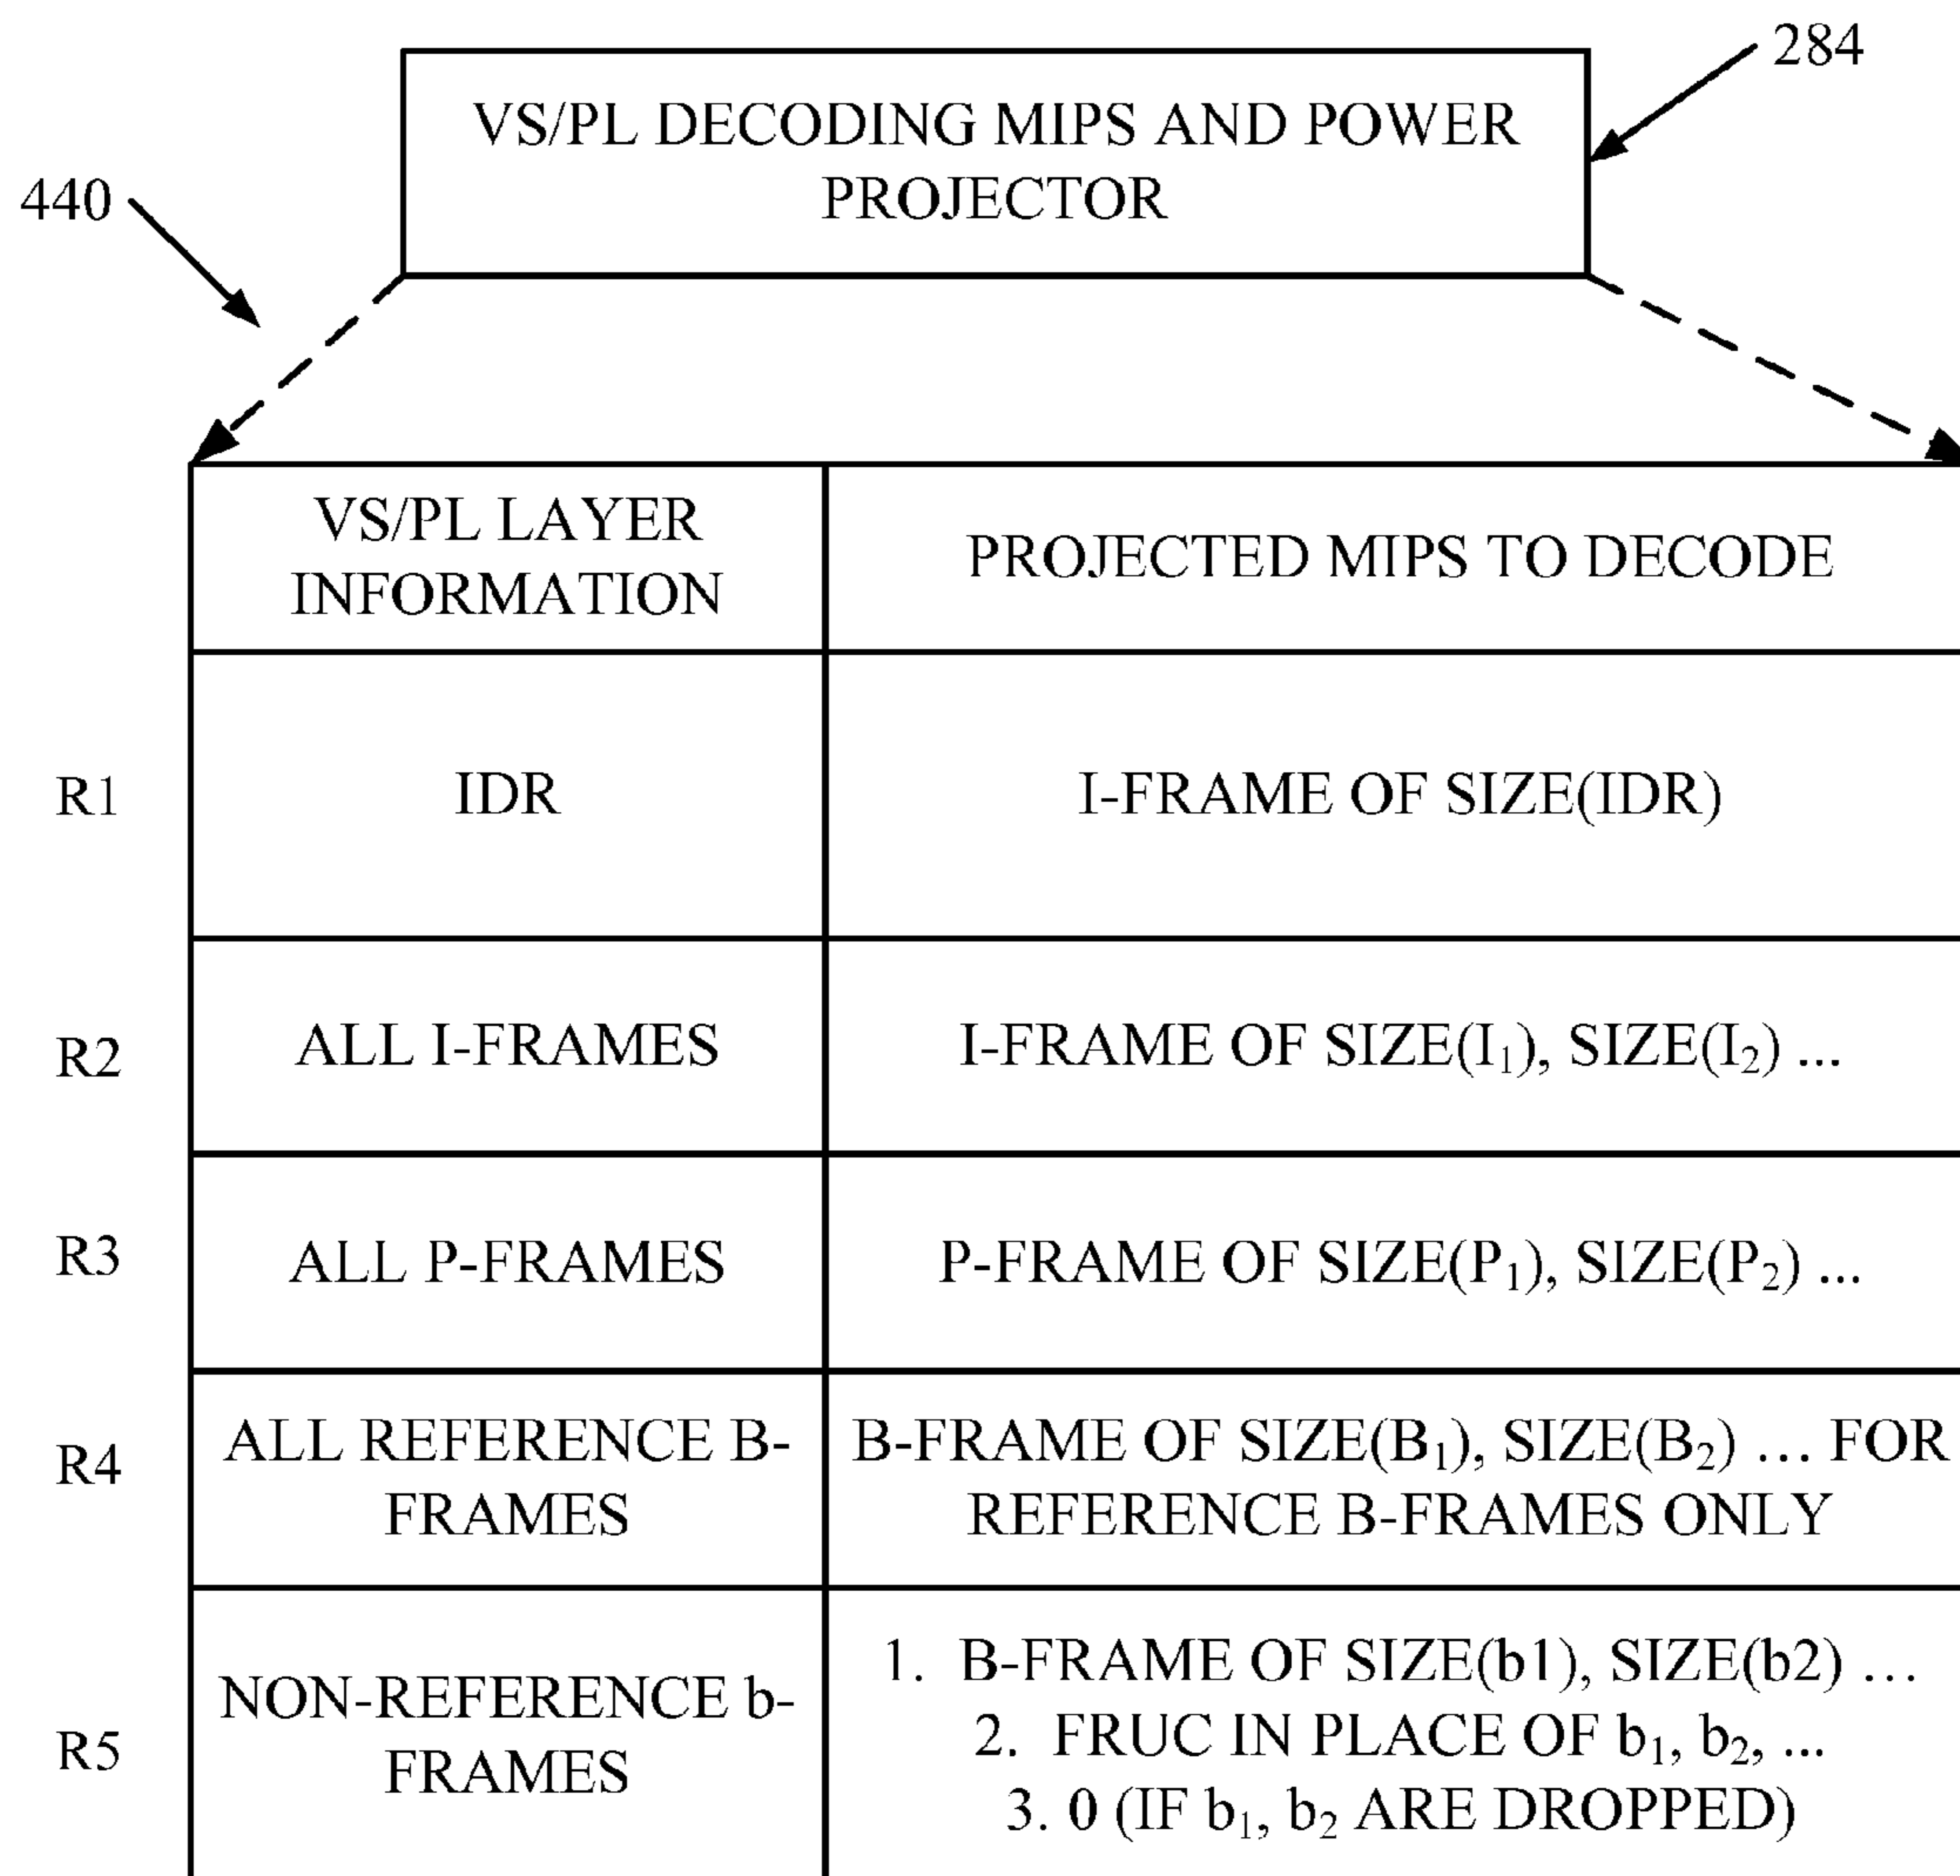 284
VS/PL DECODING MIPS AND POWER
PROJECTOR
440
VS/PL LAYER
INFORMATION
PROJECTED MIPS TO DECODE
R1
IDR
I-FRAME OF SIZE(IDR)
R2
ALL I-FRAMES
I-FRAME OF SIZE(I₁), SIZE(I₂) ...
R3
ALL P-FRAMES
P-FRAME OF SIZE(P₁), SIZE(P₂) ...
R4
ALL REFERENCE B-
FRAMES
B-FRAME OF SIZE(B₁), SIZE(B₂) ... FOR
REFERENCE B-FRAMES ONLY
R5
NON-REFERENCE b-
FRAMES
1. B-FRAME OF SIZE(b1), SIZE(b2) ...
2. FRUC IN PLACE OF b₁, b₂, ...
3. 0 (IF b₁, b₂ ARE DROPPED)